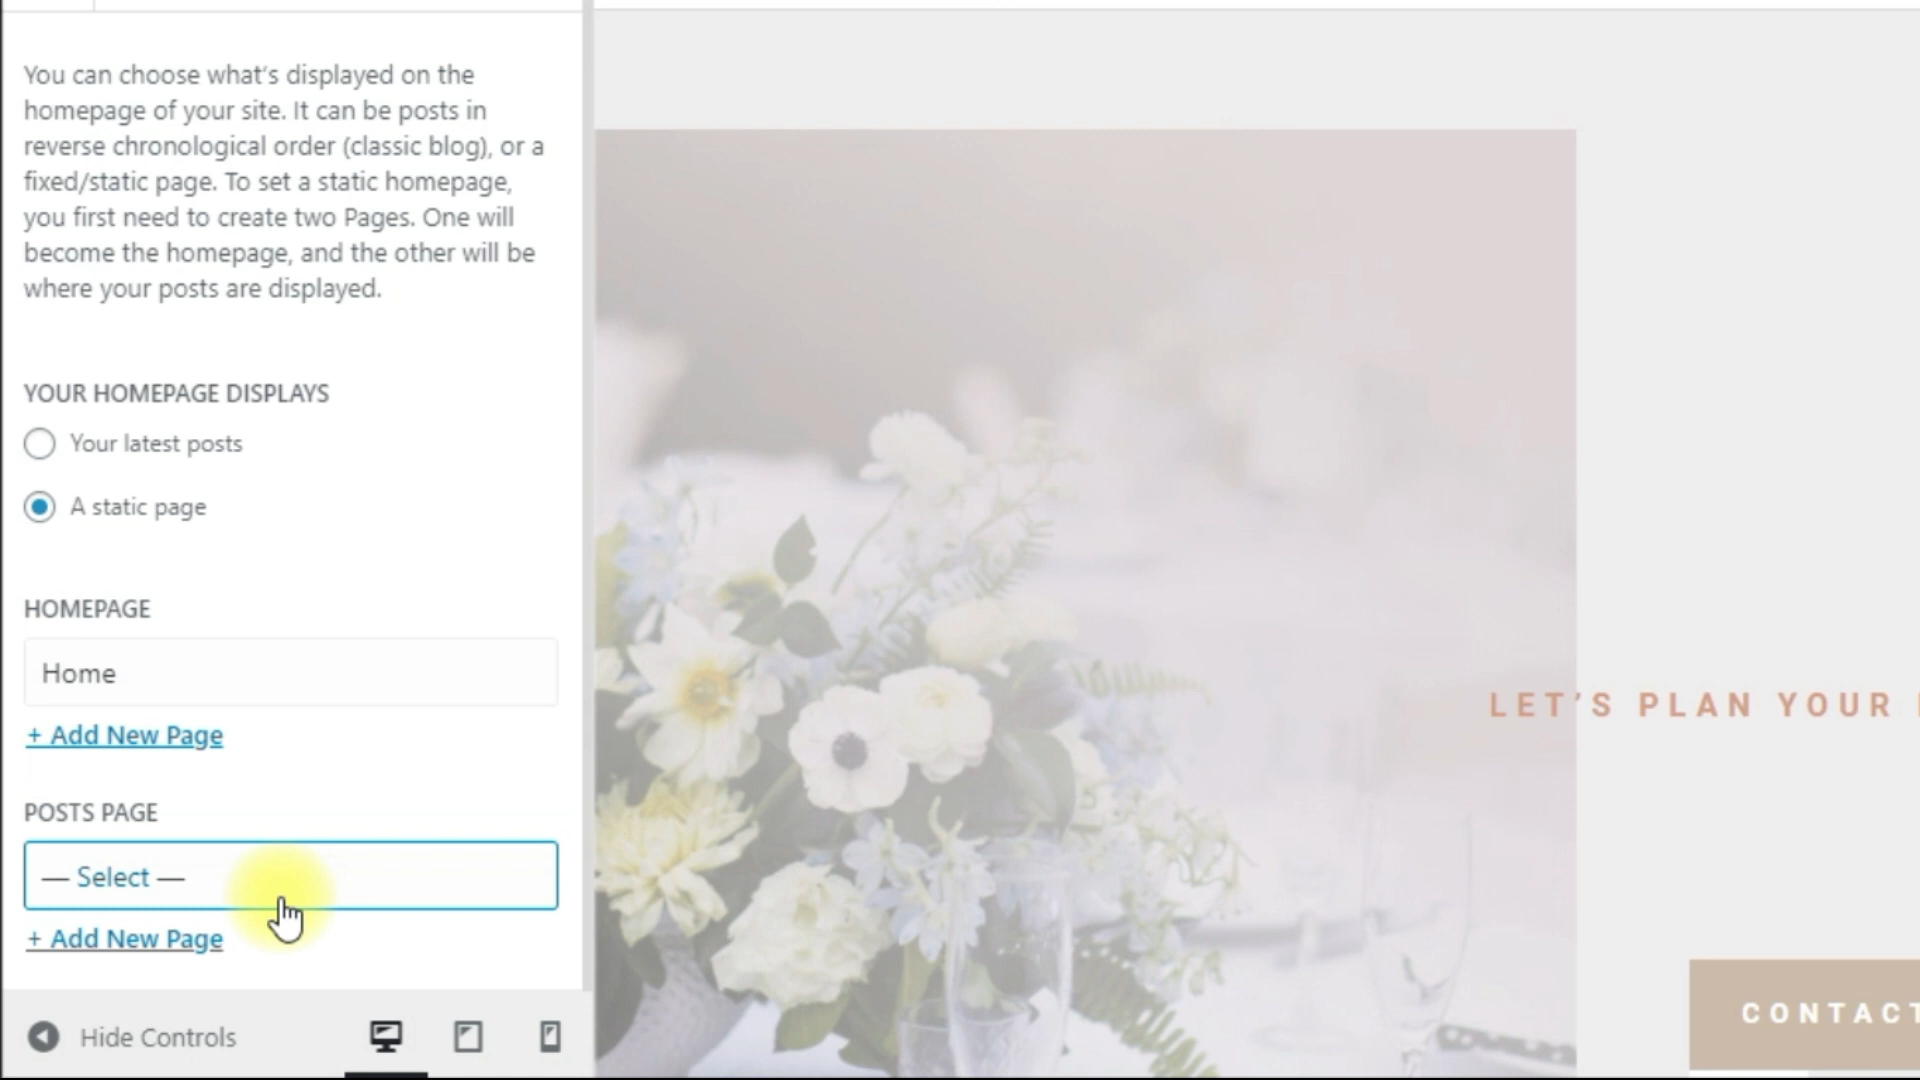 You can choose what's displayed on the
homepage of your site. It can be posts in
reverse chronological order (classic blog), or a
fixed/static page. To set a static homepage,
you first need to create two Pages. One will
become the homepage, and the other will be
where your posts are displayed.
YOUR HOMEPAGE DISPLAYS
Your latest posts
A static page
HOMEPAGE
Home
+ Add New Page
POSTS PAGE
— Select —
+ Add New Page
Hide Controls
LET'S PLAN YOUR
CONTACT